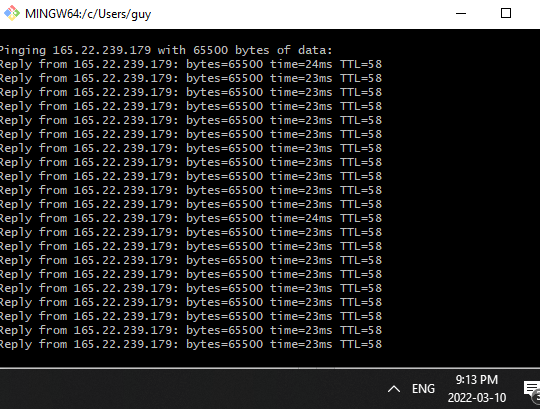 MINGW64:/c/Users/guy
Pinging 165.22.239.179 with 65500 bytes of data:
Reply from 165.22.239.179: bytes=65500 time=24ms TTL=58
Reply from 165.22.239.179: bytes=65500 time=23ms TTL=58
Reply from 165.22.239.179: bytes=65500 time=23ms TTL=58
Reply from 165.22.239.179: bytes=65500 time=23ms TTL=58
Reply from 165.22.239.179: bytes=65500 time=23ms TTL=58
Reply from 165.22.239.179: bytes=65500 time=23ms TTL=58
Reply from 165.22.239.179: bytes=65500 time=23ms TTL=58
Reply from 165.22.239.179: bytes=65500 time=23ms TTL=58
Reply from 165.22.239.179: bytes=65500 time=23ms TTL=58
Reply from 165.22.239.179: bytes=65500 time=23ms TTL=58
Reply from 165.22.239.179: bytes=65500 time=23ms TTL=58
Reply from 165.22.239.179: bytes=65500 time=24ms TTL=58
Reply from 165.22.239.179: bytes=65500 time=23ms TTL=58
Reply from 165.22.239.179: bytes=65500 time=23ms TTL=58
Reply from 165.22.239.179: bytes=65500 time=23ms TTL=58
Reply from 165.22.239.179: bytes=65500 time=23ms TTL=58
Reply from 165.22.239.179: bytes=65500 time=23ms TTL=58
Reply from 165.22.239.179: bytes=65500 time=23ms TTL=58
Reply from 165.22.239.179: bytes=65500 time=23ms TTL=58
Reply from 165.22.239.179: bytes=65500 time=23ms TTL=58
Reply from 165.22.239.179: bytes=65500 time=23ms TTL=58
ENG
9:13 PM
2022-03-10